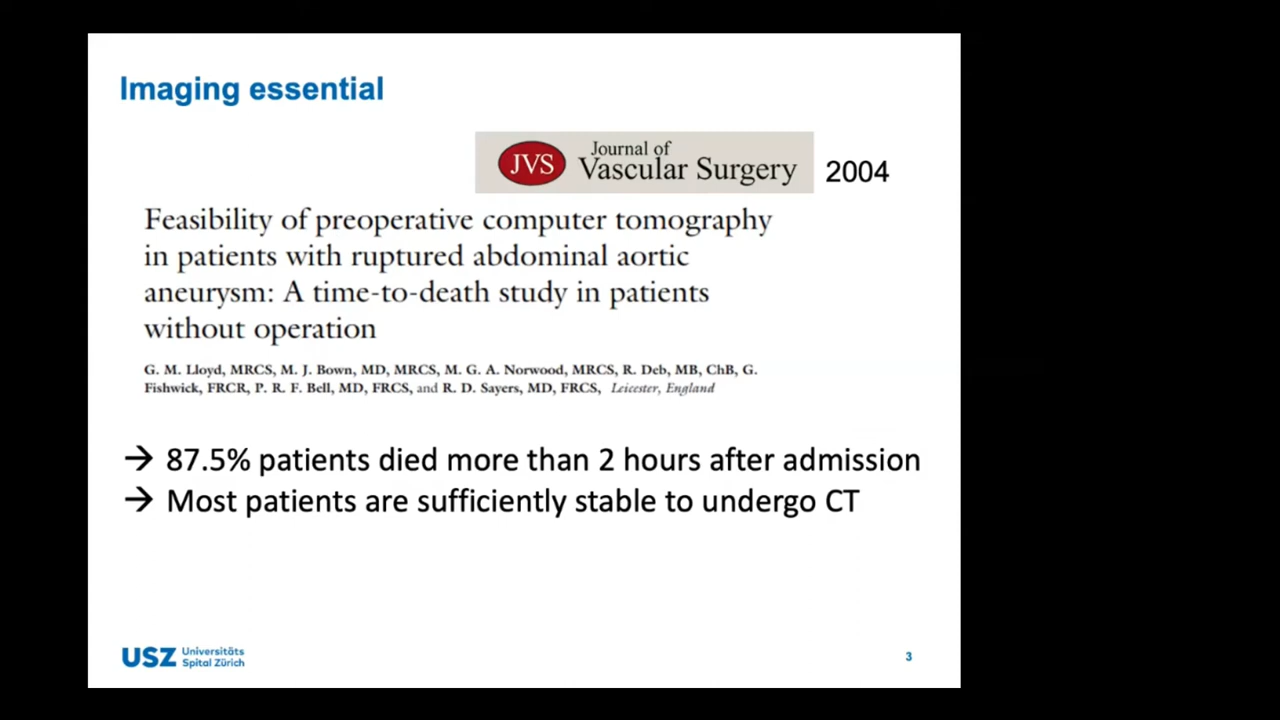 Imaging essential
JVS Journal of
Vascular Surgery 2004
Feasibility of preoperative computer tomography
in patients with ruptured abdominal aortic
aneurysm: A time-to-death study in patients
without operation
G. M. Lloyd, MRCS, M. J. Bown, MD, MRCS, M. G. A. Norwood, MRCS, R. Deb, MB, ChB, G.
Fishwick, FRCR, P. R. F. Bell, MD, FRCS, and R. D. Sayers, MD, FRCS, Leicester, England
→ 87.5% patients died more than 2 hours after admission
→ Most patients are sufficiently stable to undergo CT
USZ Universitäts
Spital Zürich
3